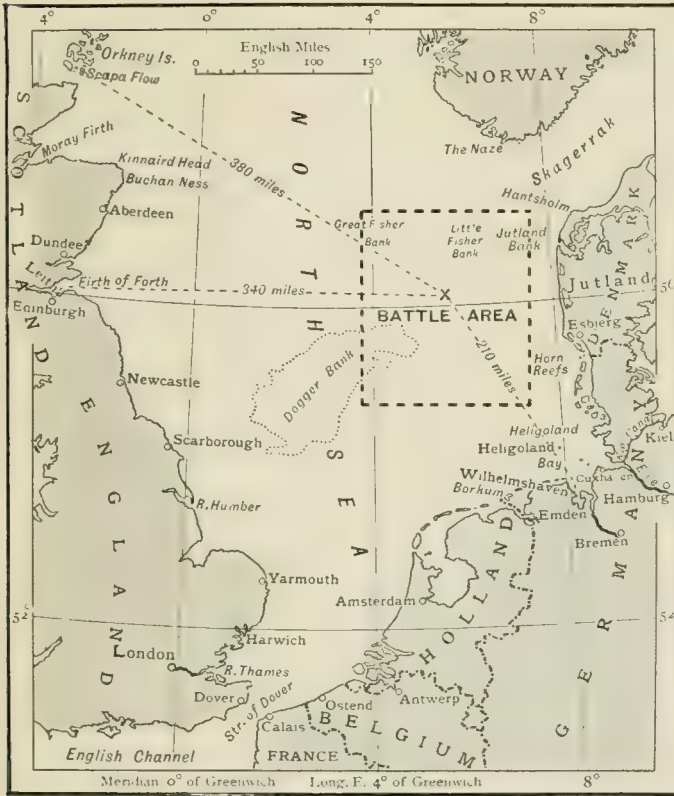 4°
0°
4°
8°
Orkney Is.
Scapa Flow
English Miles
0 50 100 150
NORWAY
The Naze
Skagerrak
SCOTLAND
Moray Firth
Kinnaird Head
Buchan Ness
Aberdeen
Dundee
Leith
Firth of Forth
Edinburgh
380 miles
340 miles
210 miles
NORTH SEA
Great Fisher
Bank
Little
Fisher
Bank
Jutland
Bank
Hantsholm
DENMARK
Jutland
56
X
BATTLE AREA
Esbjerg
Horn
Reefs
Dogger Bank
Newcastle
Scarborough
R. Humber
ENGLAND
Yarmouth
Harwich
London
R. Thames
Dover
Str. of Dover
English Channel
52°
54
Heligoland
Heligoland
Bay
Wilhelmshaven
Borkum
Emden
Canal
Kiel
Hamburg
Bremen
GERMANY
Amsterdam
HOLLAND
Antwerp
Ostend
Calais
BELGIUM
FRANCE
Meridian 0° of Greenwich
Long. E. 4° of Greenwich
8°